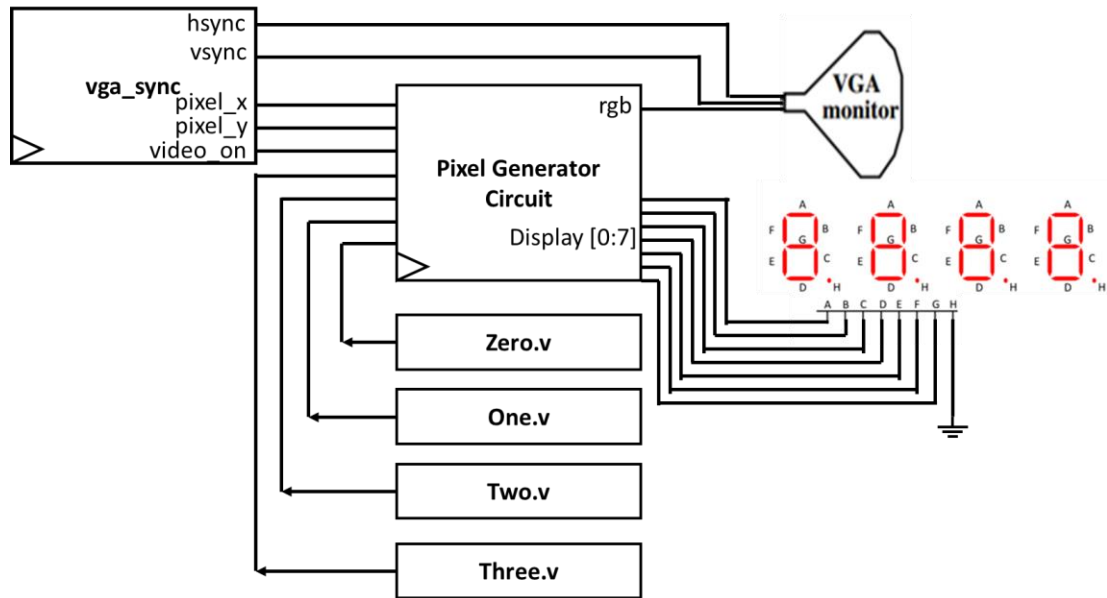 hsync
vsync
vga_sync
pixel_x
pixel_y
video_on
rgb
Pixel Generator
Circuit
Display [0:7]
VGA
monitor
A A A A
F B F B F B F B
G G G G
E C E C E C E C
D H D H D H D H
A B C D E F G H
Zero.v
One.v
Two.v
Three.v